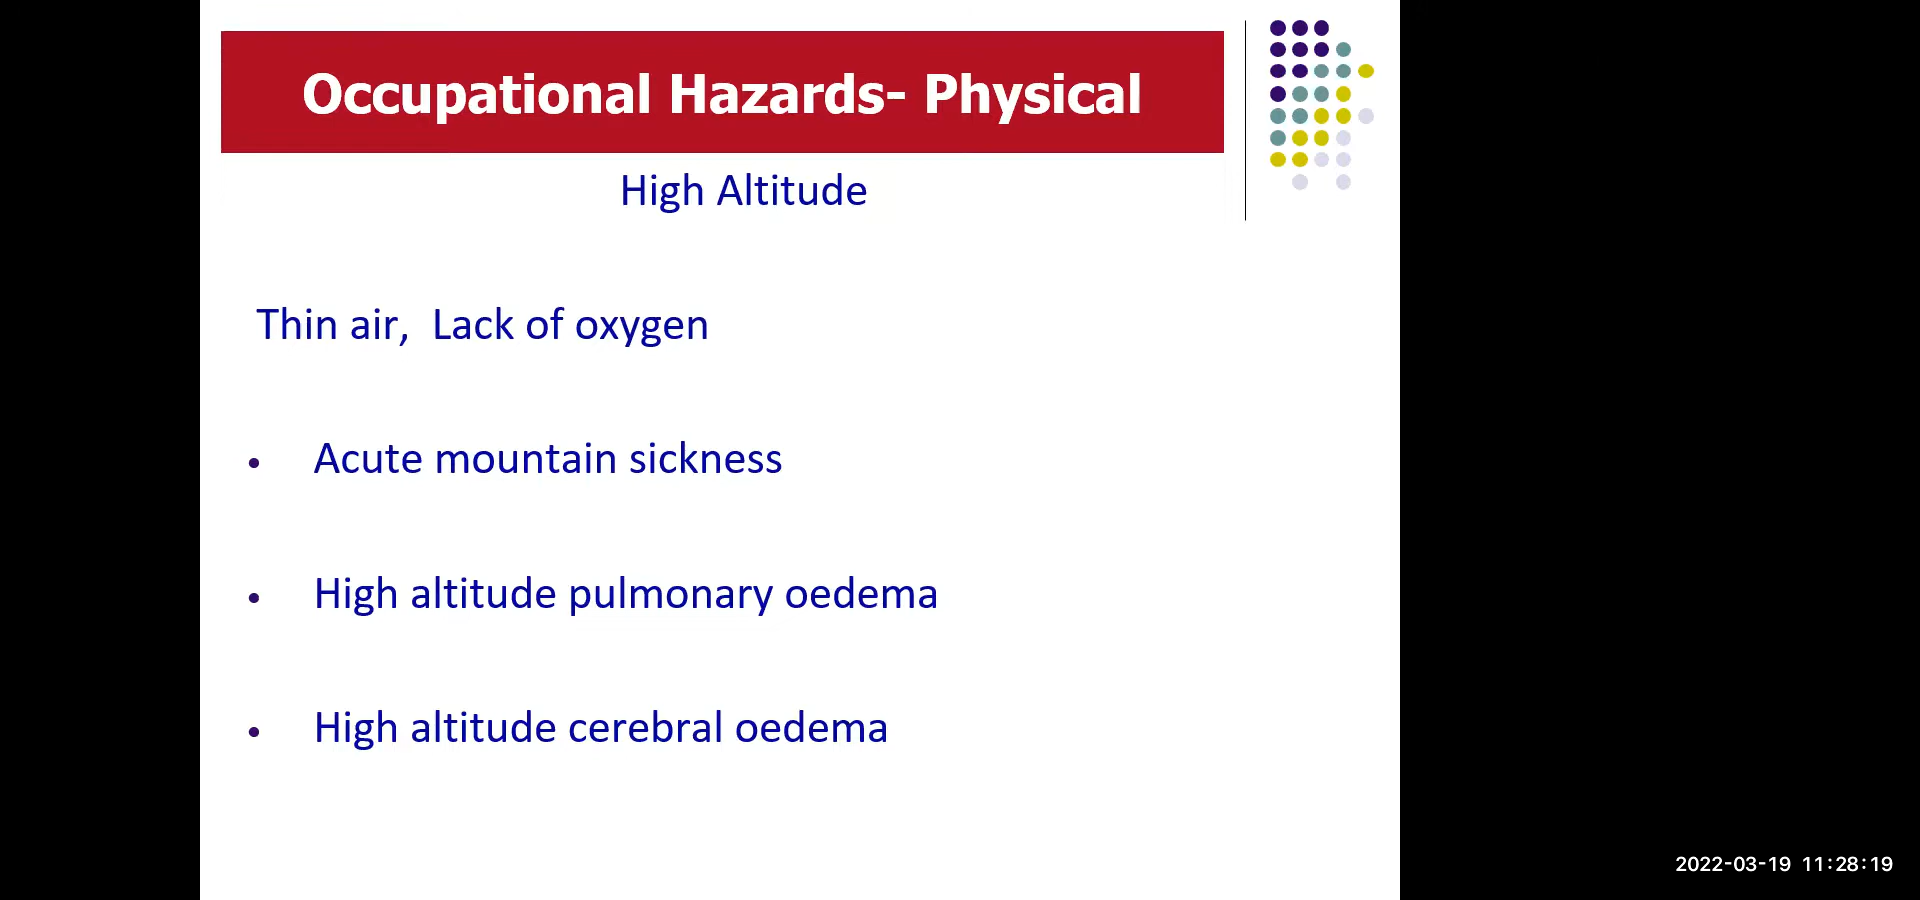 Occupational Hazards- Physical
High Altitude
Thin air,  Lack of oxygen
• Acute mountain sickness
• High altitude pulmonary oedema
• High altitude cerebral oedema
2022-03-19 11:28:19